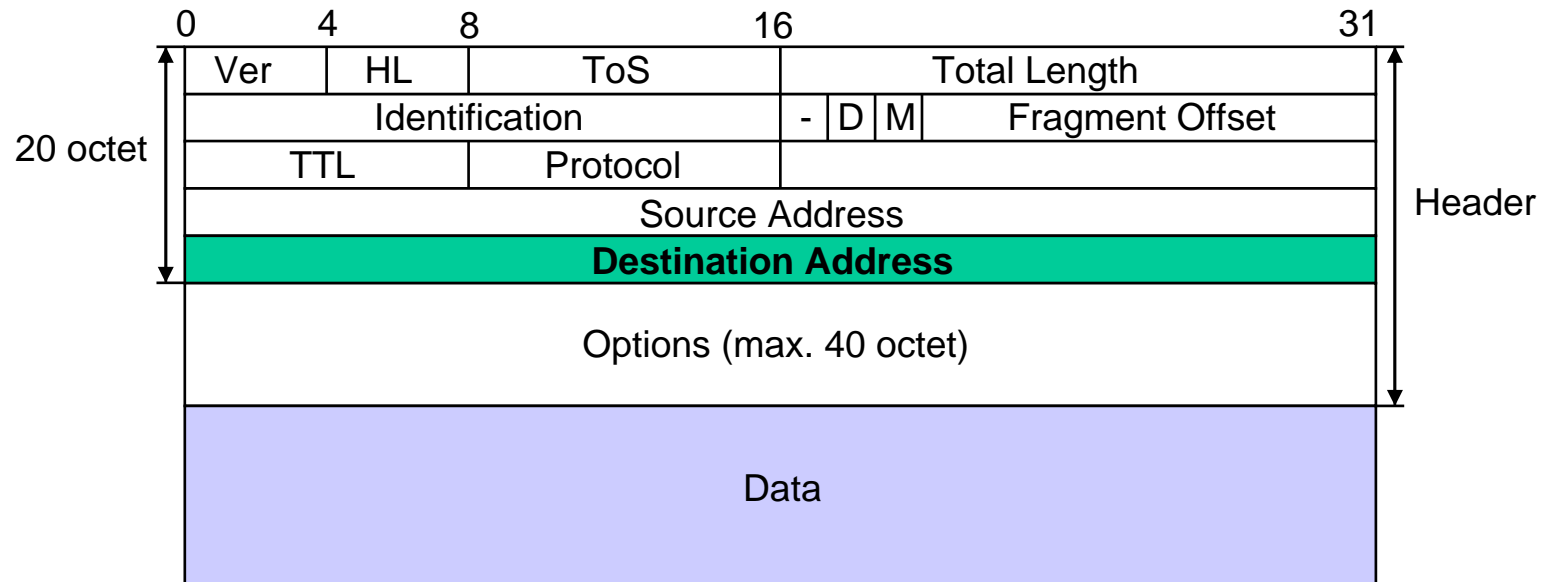 0 4 8 16 31
Ver HL ToS Total Length
Identification - D M Fragment Offset
20 octet
TTL Protocol
Source Address
Header
Destination Address
Options (max. 40 octet)
Data